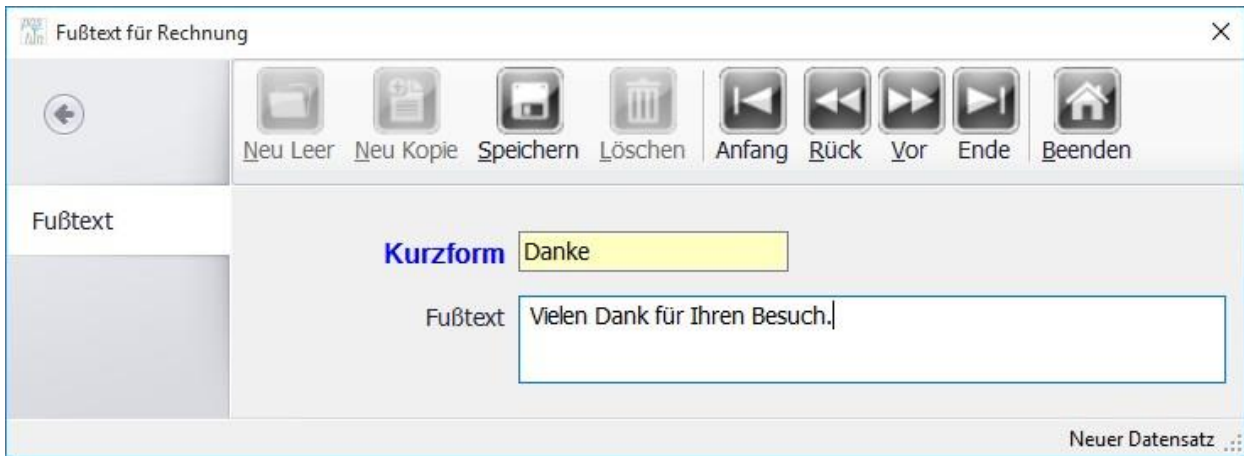 Fußtext für Rechnung
Neu Leer Neu Kopie Speichern Löschen Anfang Rück Vor Ende Beenden
Fußtext
Kurzform Danke
Fußtext Vielen Dank für Ihren Besuch.
Neuer Datensatz